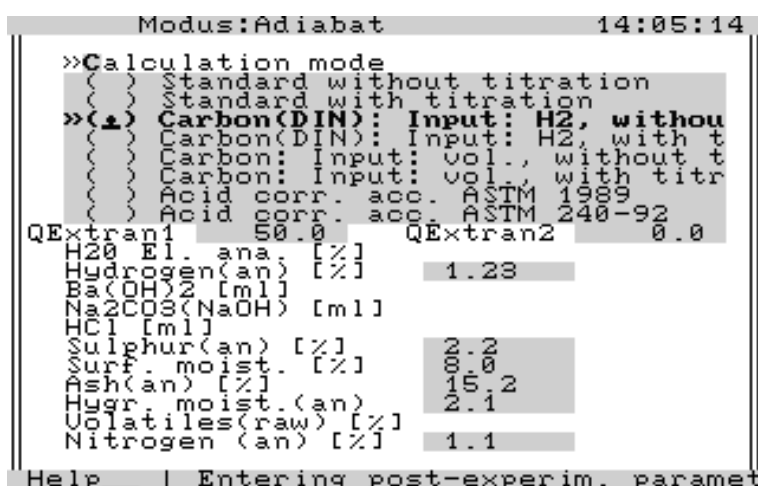 Modus:Adiabat 14:05:14
»Calculation mode
( ) Standard without titration
( ) Standard with titration
»(±) Carbon(DIN): Input: H2, withou
( ) Carbon(DIN): Input: H2, with t
( ) Carbon: Input: vol., without t
( ) Carbon: Input: vol., with titr
( ) Acid corr. acc. ASTM 1989
( ) Acid corr. acc. ASTM 240-92
QExtran1 50.0 QExtran2 0.0
H20 El. ana. [%]
Hydrogen(an) [%] 1.23
Ba(OH)2 [ml]
Na2CO3(NaOH) [ml]
HCl [ml]
Sulphur(an) [%] 2.2
Surf. moist. [%] 8.0
Ash(an) [%] 15.2
Hygr. moist.(an) 2.1
Volatiles(raw) [%]
Nitrogen (an) [%] 1.1
Help | Entering post-experim. paramet